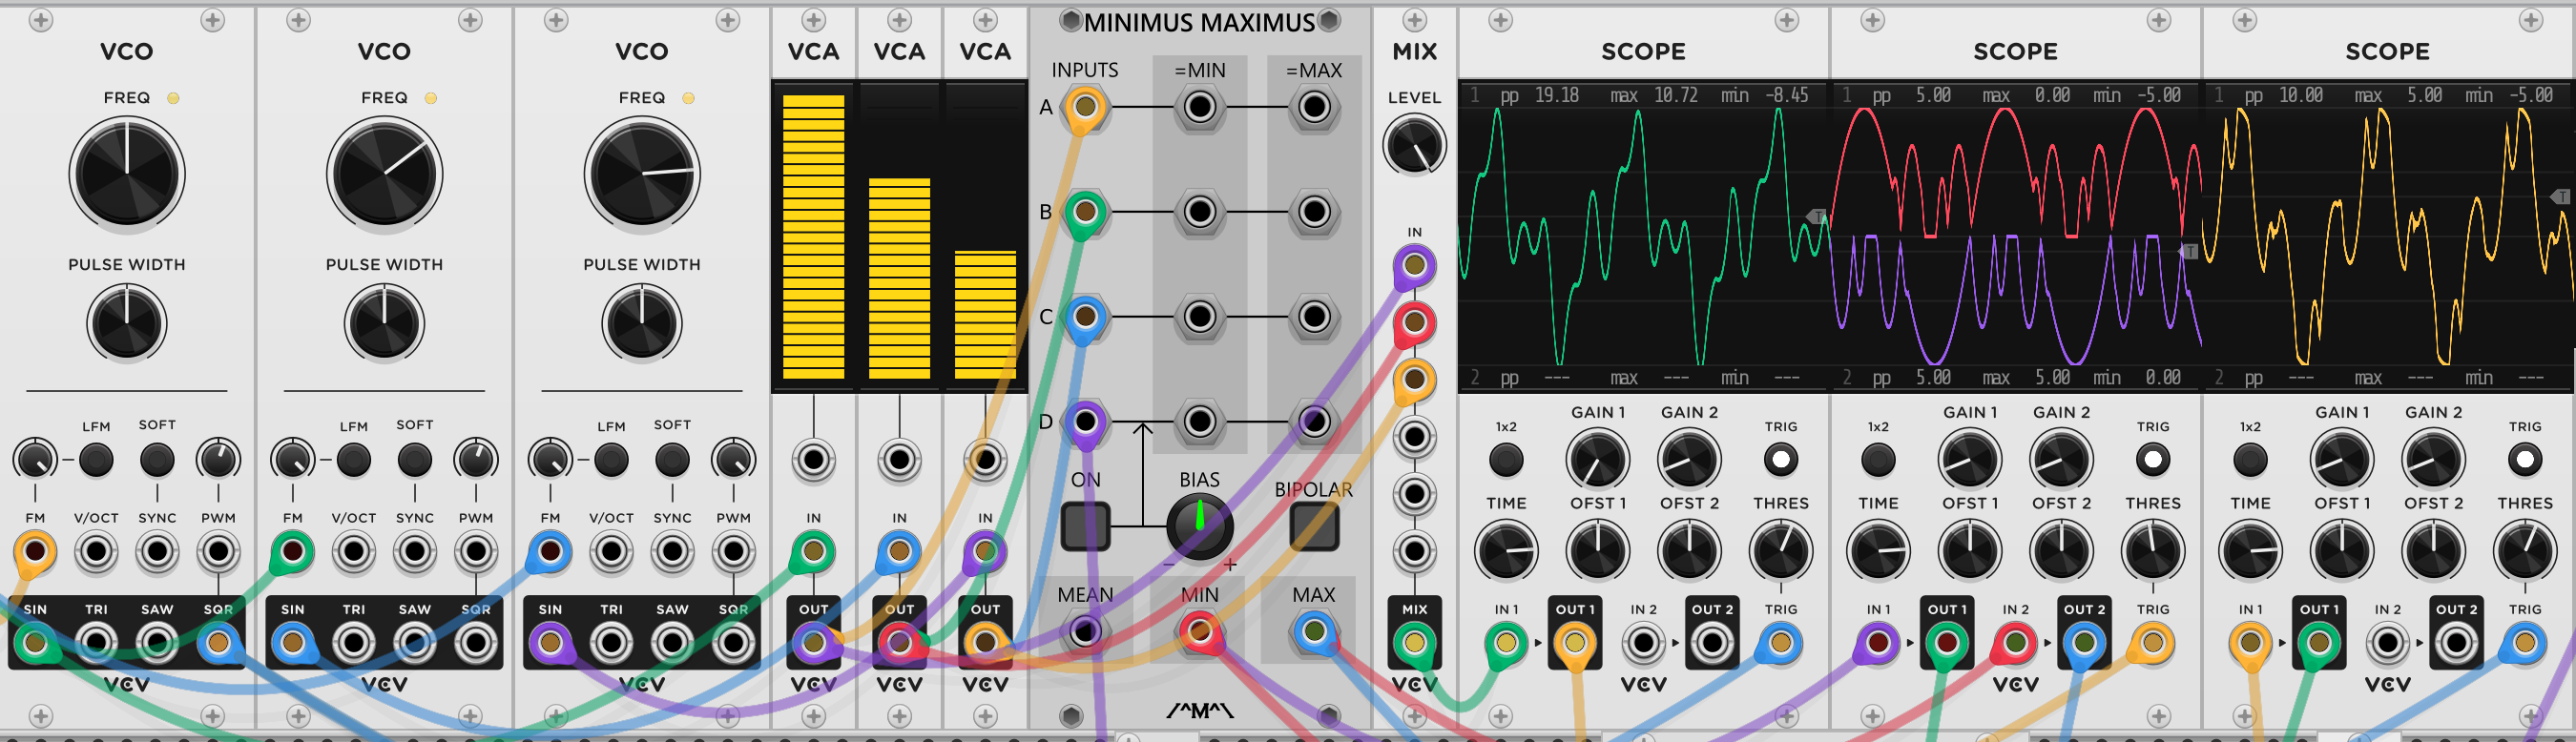 VCO
FREQ
PULSE WIDTH
LFM SOFT
FM V/OCT SYNC PWM
SIN TRI SAW SQR
VCV
VCO
FREQ
PULSE WIDTH
LFM SOFT
FM V/OCT SYNC PWM
SIN TRI SAW SQR
VCV
VCO
FREQ
PULSE WIDTH
LFM SOFT
FM V/OCT SYNC PWM
SIN TRI SAW SQR
VCV
VCA
IN
OUT
VCV
VCA
IN
OUT
VCV
VCA
IN
OUT
VCV
MINIMUS MAXIMUS
INPUTS =MIN =MAX
A
B
C
D
ON BIAS BIPOLAR
- +
MEAN MIN MAX
/^M^\
MIX
LEVEL
IN
MIX
VCV
SCOPE
1 pp 19.18 max 10.72 min -8.45
T
2 pp --- max --- min ---
GAIN 1 GAIN 2
1x2 TRIG
TIME OFST 1 OFST 2 THRES
IN 1 OUT 1 IN 2 OUT 2 TRIG
VCV
SCOPE
1 pp 5.00 max 0.00 min -5.00
T
2 pp 5.00 max 5.00 min 0.00
GAIN 1 GAIN 2
1x2 TRIG
TIME OFST 1 OFST 2 THRES
IN 1 OUT 1 IN 2 OUT 2 TRIG
VCV
SCOPE
1 pp 10.00 max 5.00 min -5.00
T
2 pp --- max --- min ---
GAIN 1 GAIN 2
1x2 TRIG
TIME OFST 1 OFST 2 THRES
IN 1 OUT 1 IN 2 OUT 2 TRIG
VCV